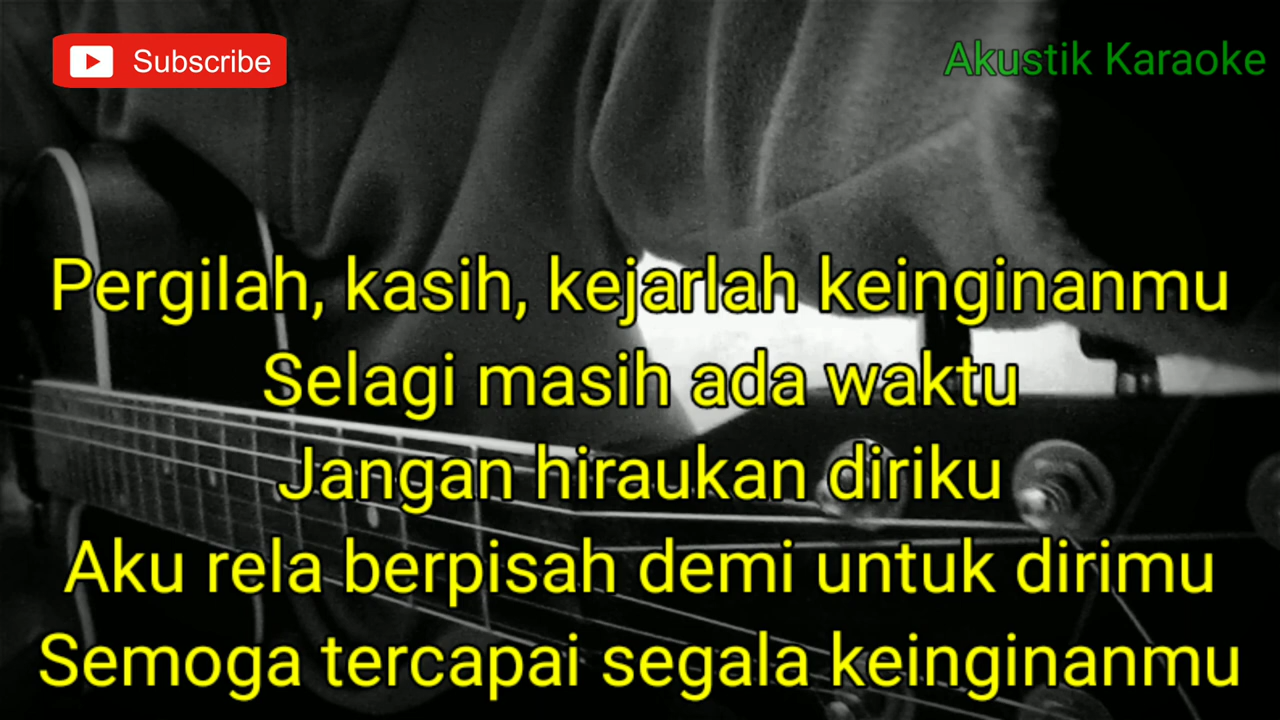 Subscribe
Akustik Karaoke
Pergilah, kasih, kejarlah keinginanmu
Selagi masih ada waktu
Jangan hiraukan diriku
Aku rela berpisah demi untuk dirimu
Semoga tercapai segala keinginanmu